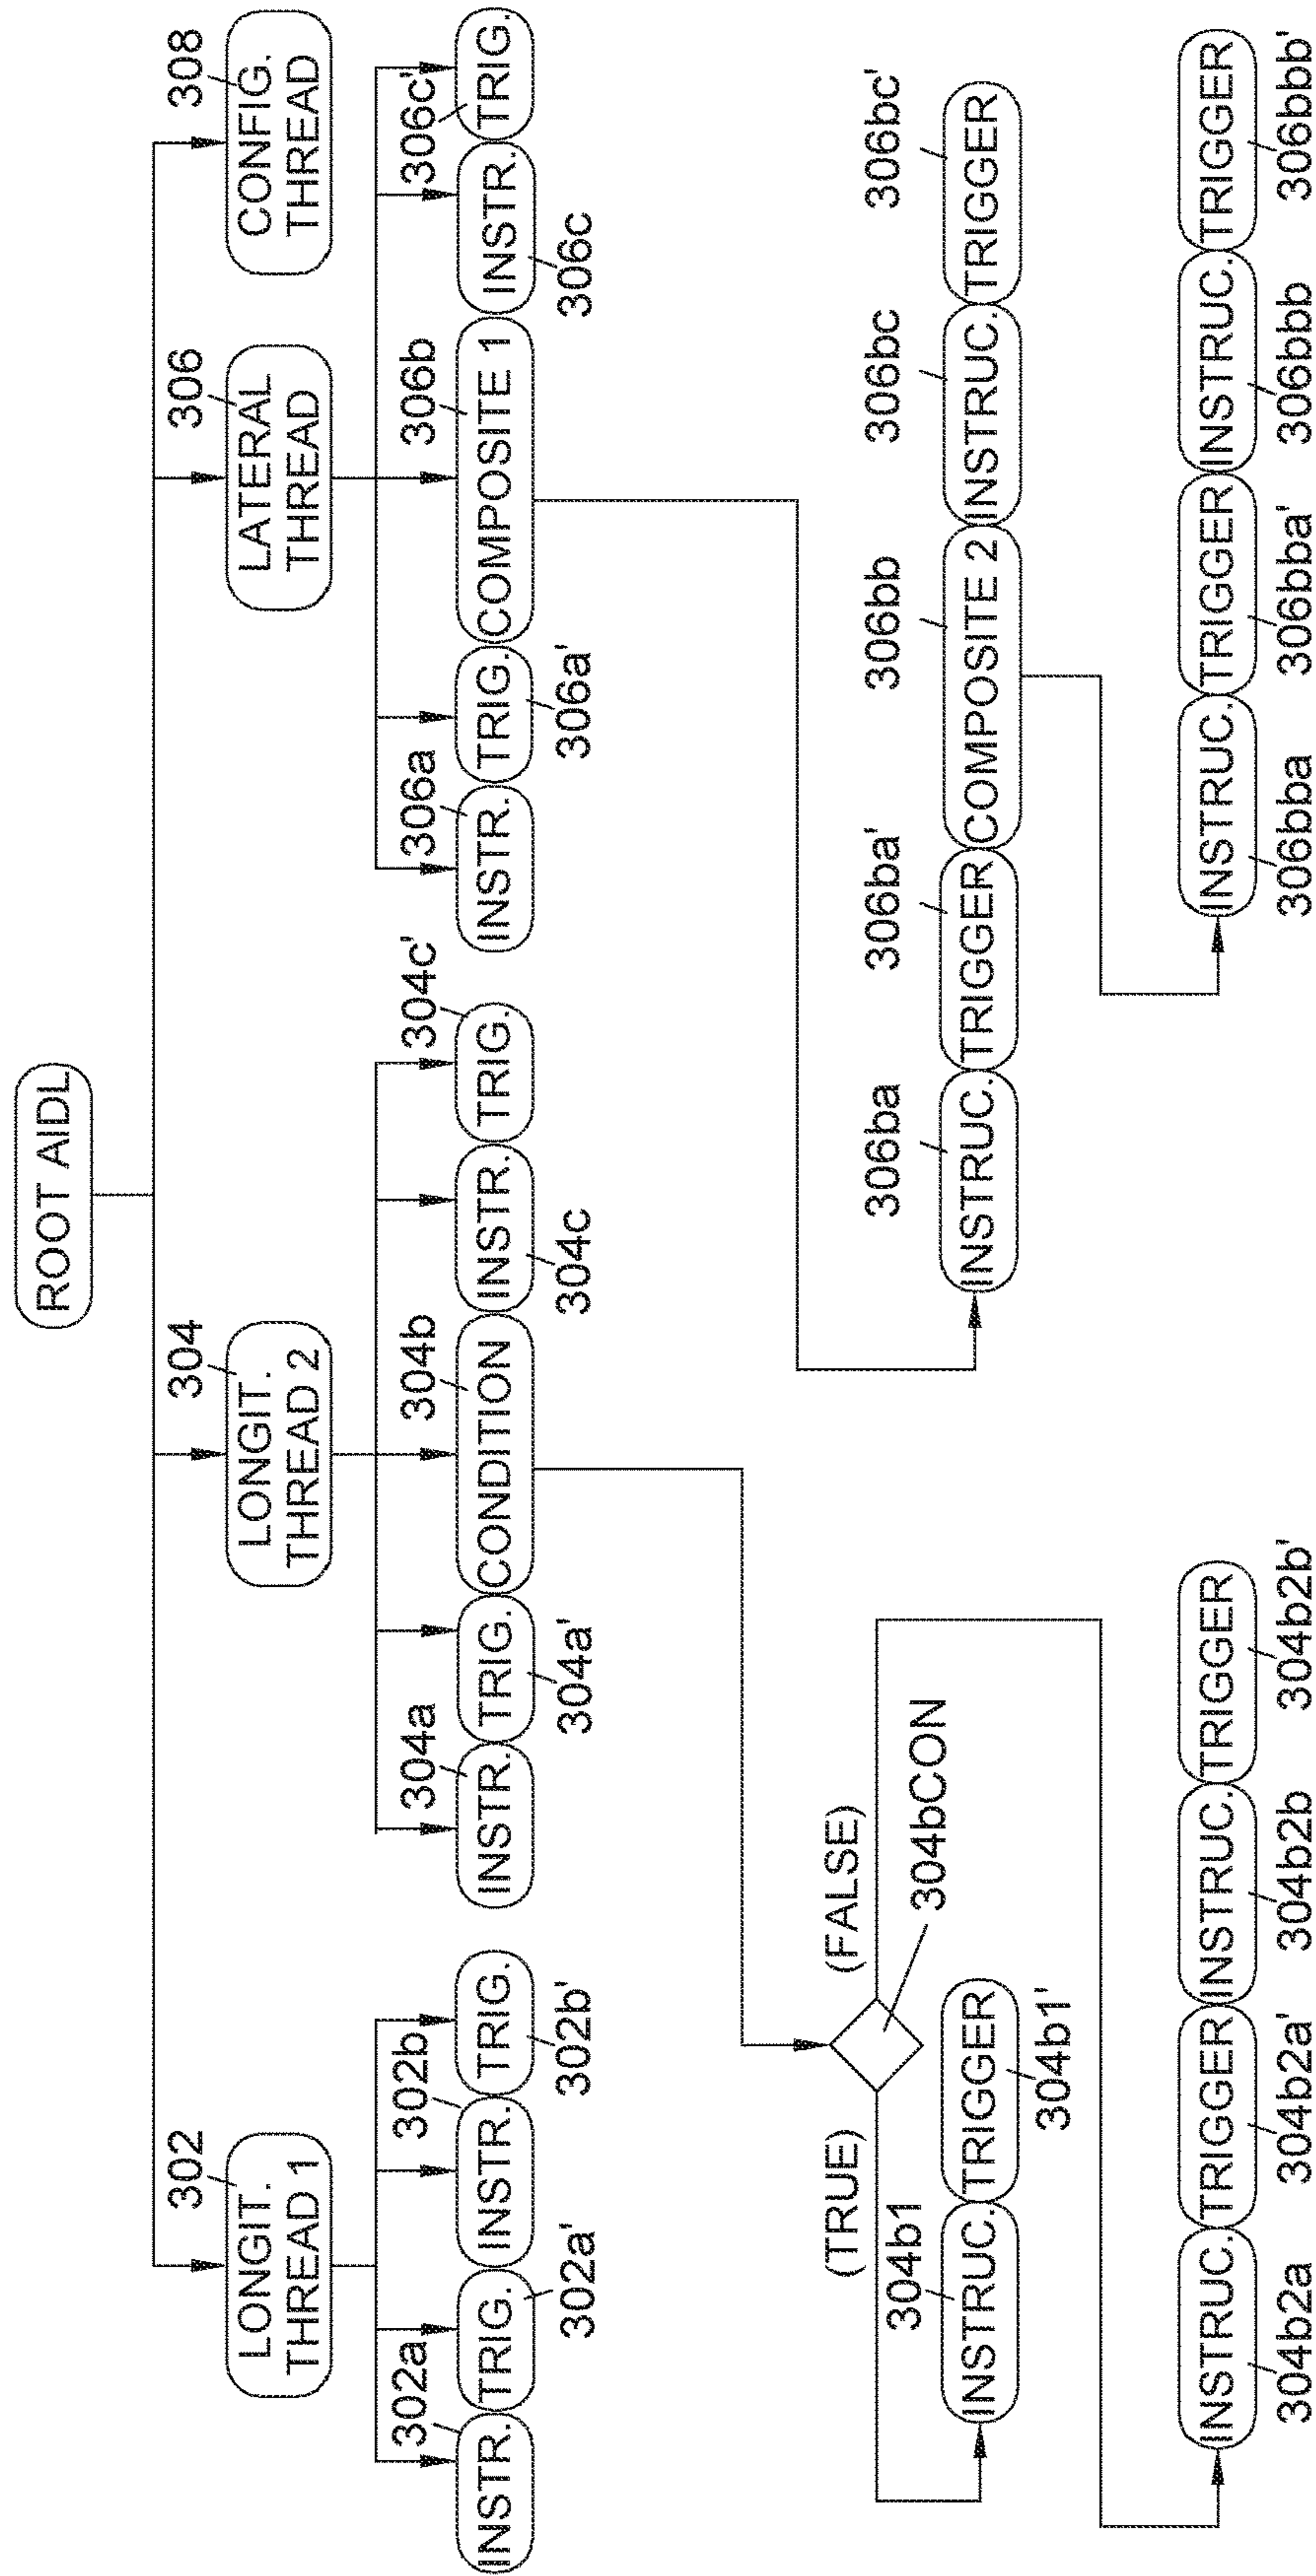 ROOT AIDL
302
304
306
308
LONGIT.
THREAD 1
LONGIT.
THREAD 2
LATERAL
THREAD
CONFIG.
THREAD
302a
302b
304a
304b
304c'
306a
306b
306c'
INSTR. TRIG. INSTR. TRIG.
INSTR. TRIG. CONDITION INSTR. TRIG.
INSTR. TRIG. COMPOSITE 1 INSTR. TRIG.
302a'
302b'
304a'
304c
306a'
306c
(TRUE)
(FALSE)
304bCON
304b1
INSTRUC. TRIGGER
304b1'
306ba
306ba'
306bb
306bc
306bc'
INSTRUC. TRIGGER COMPOSITE 2 INSTRUC. TRIGGER
INSTRUC. TRIGGER INSTRUC. TRIGGER
304b2a
304b2a'
304b2b
304b2b'
INSTRUC. TRIGGER INSTRUC. TRIGGER
306bba
306bba'
306bbb
306bbb'